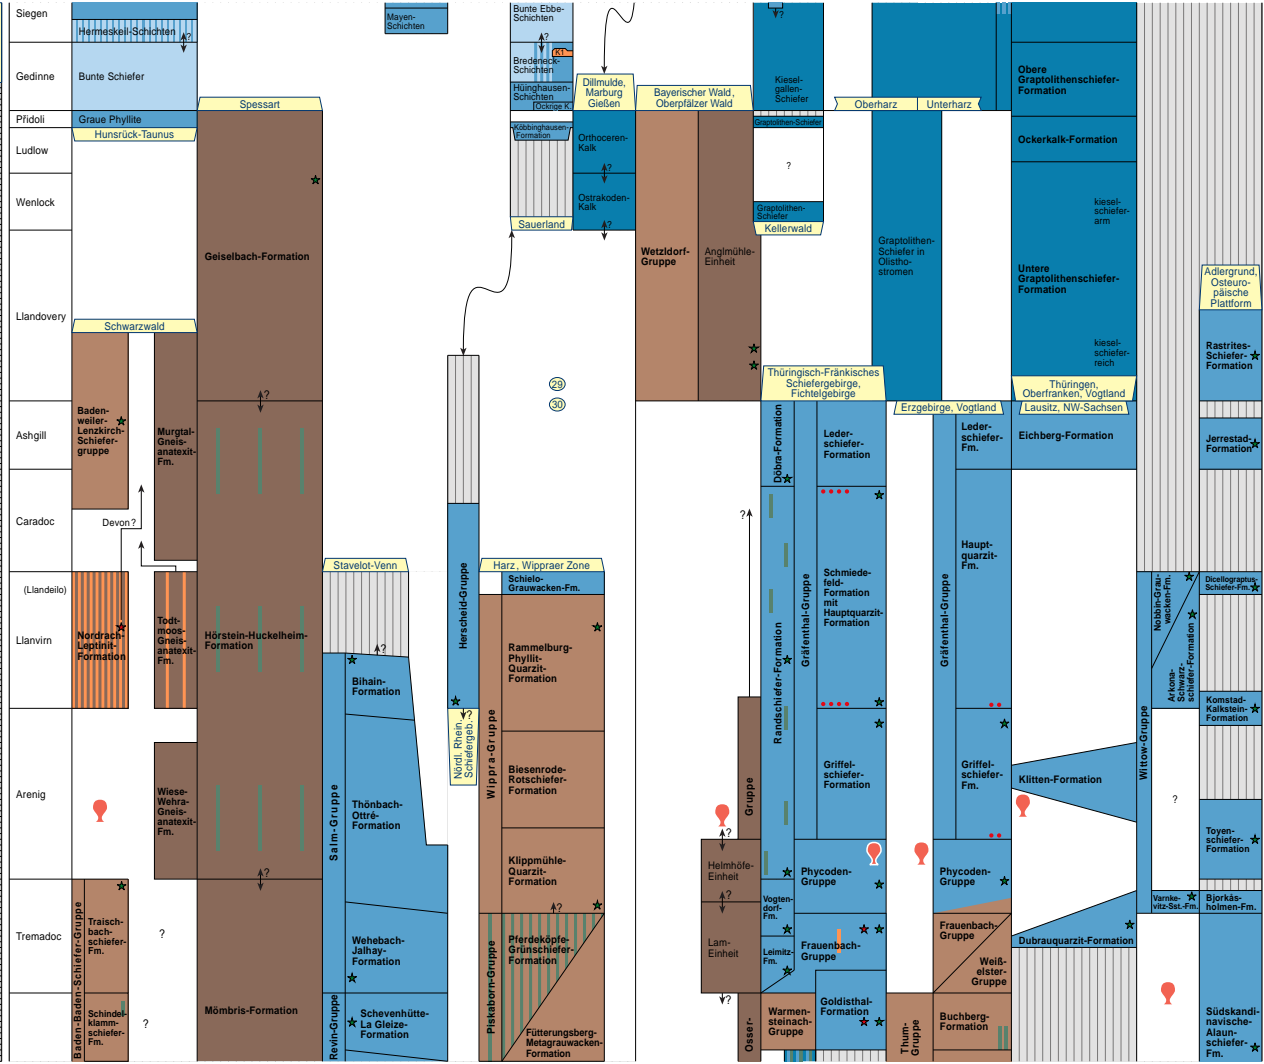 Siegen
Gedinne
Přidoli
Ludlow
Wenlock
Llandovery
Ashgill
Caradoc
(Llandeilo)
Llanvirn
Arenig
Tremadoc
Hermeskeil-Schichten
?
Bunte Schiefer
Graue Phyllite
Hunsrück-Taunus
Schwarzwald
Baden-
weiler-
Lenzkirch-
Schiefer-
gruppe
Murgtal-
Gneis-
anatexit-
Fm.
Devon?
Nordrach-
Leptinit-
Formation
Todt-
moos-
Gneis-
anatexit-
Fm.
Wiese-
Wehra-
Gneis-
anatexit-
Fm.
Baden-Baden-Schiefer-Gruppe
Traisch-
bach-
schiefer-
Fm.
Schindel-
klamm-
schiefer-
Fm.
?
?
Spessart
Geiselbach-Formation
?
Hörstein-Huckelheim-
Formation
?
Mömbris-Formation
Mayen-
Schichten
Stavelot-Venn
?
Salm-Gruppe
Bihain-
Formation
Thönbach-
Ottré-
Formation
Wehebach-
Jalhay-
Formation
Revin-Gruppe
Schevenhütte-
La Gleize-
Formation
Herscheid-Gruppe
?
Nördl. Rhein.
Schiefergeb.
Bunte Ebbe-
Schichten
?
Bredeneck-
Schichten
K1
Hüinghausen-
Schichten
Ockrige K.
Köbbinghausen-
Formation
Sauerland
29
30
Harz, Wippraer Zone
Schielo-
Grauwacken-Fm.
Wippra-Gruppe
Rammelburg-
Phyllit-
Quarzit-
Formation
Biesenrode-
Rotschiefer-
Formation
Klippmühle-
Quarzit-
Formation
?
Piskaborn-Gruppe
Pferdeköpfe-
Grünschiefer-
Formation
Fütterungsberg-
Metagrauwacken-
Formation
?
Dillmulde,
Marburg
Gießen
Orthoceren-
Kalk
?
Ostrakoden-
Kalk
?
Bayerischer Wald,
Oberpfälzer Wald
Wetzldorf-
Gruppe
Anglmühle-
Einheit
?
Gruppe
?
Helmhöfe-
Einheit
?
Lam-
Einheit
?
Osser-
?
Kiesel-
gallen-
Schiefer
Graptolithen-Schiefer
?
Graptolithen-
Schiefer
Kellerwald
Thüringisch-Fränkisches
Schiefergebirge,
Fichtelgebirge
Döbra-Formation
Randschiefer-Formation
Gräfenthal-Gruppe
Leder-
schiefer-
Formation
Schmiede-
feld-
Formation
mit
Hauptquarzit-
Formation
Griffel-
schiefer-
Formation
Phycoden-
Gruppe
Vogten-
dorf-
Fm.
Leimitz-
Fm.
Frauenbach-
Gruppe
Goldisthal-
Formation
Warmen-
steinach-
Gruppe
Oberharz
Unterharz
Graptolithen-
Schiefer in
Olistho-
stromen
Erzgebirge, Vogtland
Gräfenthal-Gruppe
Leder-
schiefer-
Fm.
Haupt-
quarzit-
Fm.
Griffel-
schiefer-
Fm.
Phycoden-
Gruppe
Frauenbach-
Gruppe
Weiß-
elster-
Gruppe
Thum-
Gruppe
Buchberg-
Formation
Obere
Graptolithenschiefer-
Formation
Ockerkalk-Formation
kiesel-
schiefer-
arm
Untere
Graptolithenschiefer-
Formation
kiesel-
schiefer-
reich
Thüringen,
Oberfranken, Vogtland
Lausitz, NW-Sachsen
Eichberg-Formation
Klitten-Formation
Dubrauquarzit-Formation
Wittow-Gruppe
Nobbin-Grau-
wacken-Fm.
Arkona-
Schwarz-
schiefer-Formation
?
Varnke-
vitz-Sst.-Fm.
Adlergrund,
Osteuro-
päische
Plattform
Rastrites-
Schiefer-
Formation
Jerrestad-
Formation
Dicellograptus-
Schiefer-Fm.
Komstad-
Kalkstein-
Formation
Toyen-
schiefer-
Formation
Bjorkås-
holmen-Fm.
Südskandi-
navische-
Alaun-
schiefer-
Fm.